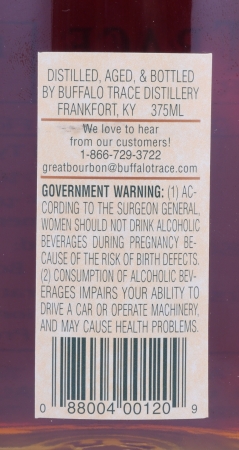 DISTILLED, AGED, & BOTTLED
BY BUFFALO TRACE DISTILLERY
FRANKFORT, KY 375ML
We love to hear
from our customers!
1-866-729-3722
greatbourbon@buffalotrace.com
GOVERNMENT WARNING: (1) AC-
CORDING TO THE SURGEON GENERAL,
WOMEN SHOULD NOT DRINK ALCOHOLIC
BEVERAGES DURING PREGNANCY BE-
CAUSE OF THE RISK OF BIRTH DEFECTS.
(2) CONSUMPTION OF ALCOHOLIC BEV-
ERAGES IMPAIRS YOUR ABILITY TO
DRIVE A CAR OR OPERATE MACHINERY,
AND MAY CAUSE HEALTH PROBLEMS.
0 88004 00120 9